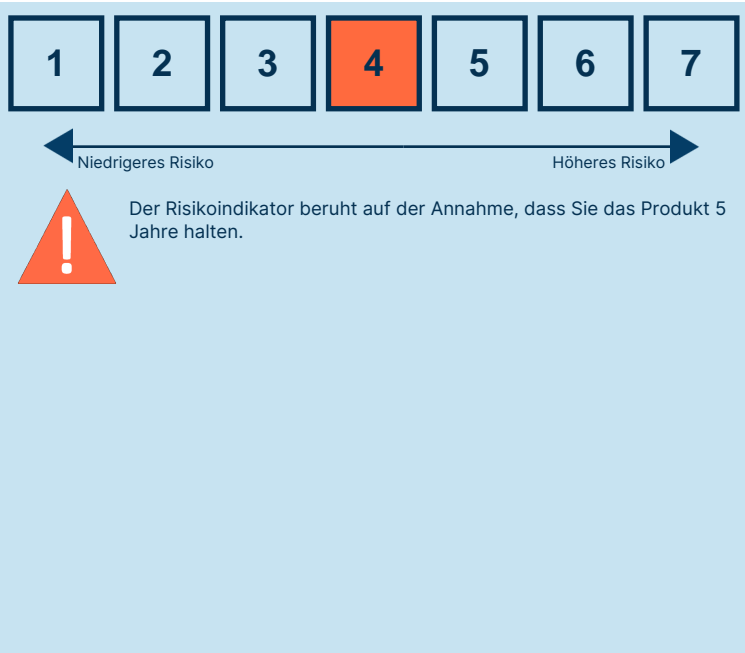 1 2 3 4 5 6 7
Niedrigeres Risiko Höheres Risiko
!
Der Risikoindikator beruht auf der Annahme, dass Sie das Produkt 5
Jahre halten.